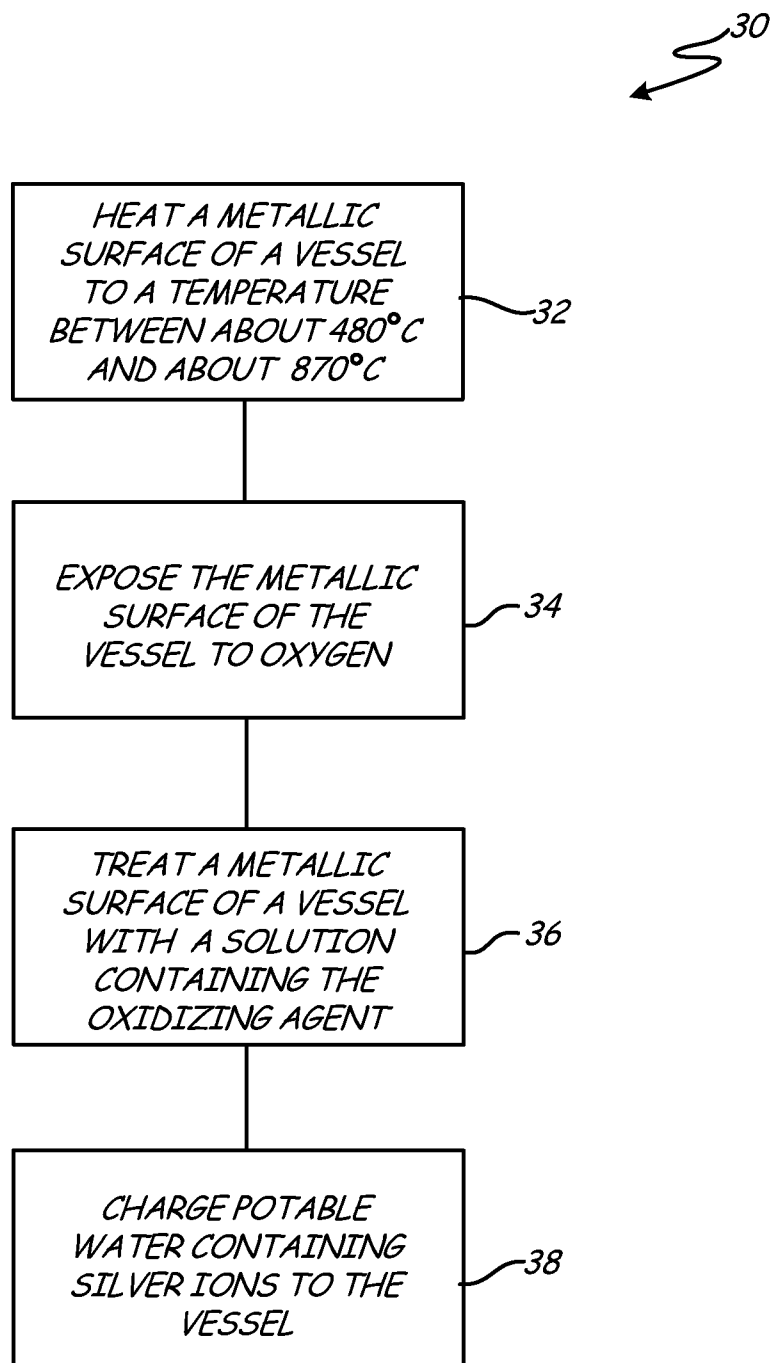 30
HEAT A METALLIC
SURFACE OF A VESSEL
TO A TEMPERATURE
BETWEEN ABOUT 480°C
AND ABOUT 870°C
32
EXPOSE THE METALLIC
SURFACE OF THE
VESSEL TO OXYGEN
34
TREAT A METALLIC
SURFACE OF A VESSEL
WITH A SOLUTION
CONTAINING THE
OXIDIZING AGENT
36
CHARGE POTABLE
WATER CONTAINING
SILVER IONS TO THE
VESSEL
38